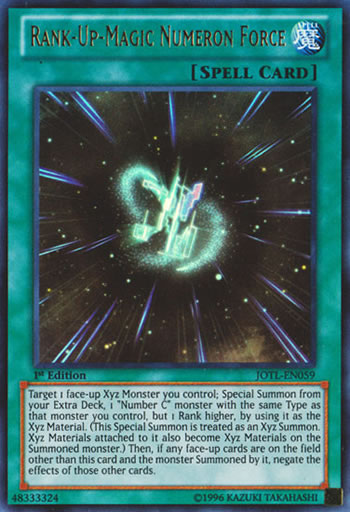 RANK-UP-MAGIC NUMERON FORCE
魔
[SPELL CARD]
1st Edition
JOTL-EN059
Target 1 face-up Xyz Monster you control; Special Summon from
your Extra Deck, 1 "Number C" monster with the same Type as
that monster you control, but 1 Rank higher, by using it as the
Xyz Material. (This Special Summon is treated as an Xyz Summon.
Xyz Materials attached to it also become Xyz Materials on the
Summoned monster.) Then, if any face-up cards are on the field
other than this card and the monster Summoned by it, negate the
effects of those other cards.
48333324
©1996 KAZUKI TAKAHASHI